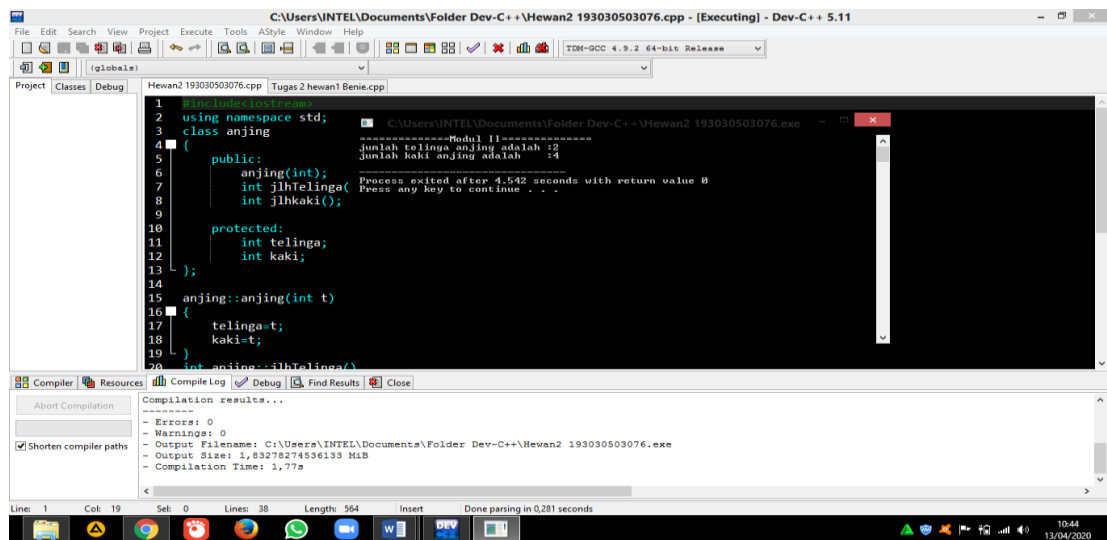 C:\Users\INTEL\Documents\Folder Dev-C++\Hewan2 193030503076.cpp - [Executing] - Dev-C++ 5.11
File Edit Search View Project Execute Tools AStyle Window Help
TDM-GCC 4.9.2 64-bit Release
(globals)
Project Classes Debug
Hewan2 193030503076.cpp Tugas 2 hewan1 Benie.cpp
1 #include<iostream>
2 using namespace std;
3 class anjing
4 {
5 public:
6 anjing(int);
7 int jlhTelinga(
8 int jlhkaki();
9
10 protected:
11 int telinga;
12 int kaki;
13 };
14
15 anjing::anjing(int t)
16 {
17 telinga=t;
18 kaki=t;
19 }
20 int anjing::jlhTelinga()
C:\Users\INTEL\Documents\Folder Dev-C++\Hewan2 193030503076.exe
==============Modul II==============
jumlah telinga anjing adalah :2
jumlah kaki anjing adalah :4
--------------------------------
Process exited after 4.542 seconds with return value 0
Press any key to continue . . .
Compiler Resources Compile Log Debug Find Results Close
Abort Compilation
Shorten compiler paths
Compilation results...
--------
- Errors: 0
- Warnings: 0
- Output Filename: C:\Users\INTEL\Documents\Folder Dev-C++\Hewan2 193030503076.exe
- Output Size: 1,83278274536133 MiB
- Compilation Time: 1,77s
Line: 1 Col: 19 Sel: 0 Lines: 38 Length: 564 Insert Done parsing in 0,281 seconds
DEV
10:44
13/04/2020